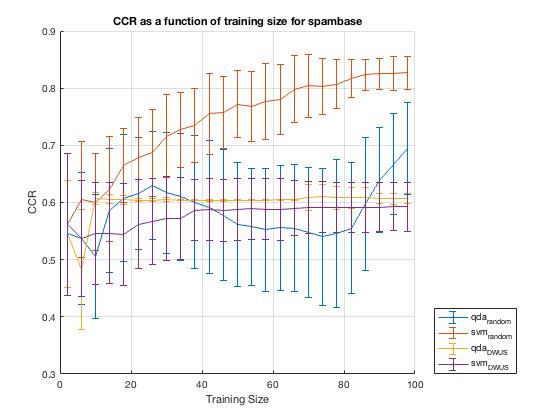 CCR as a function of training size for spambase
0.9
0.8
0.7
0.6
0.5
0.4
0.3
CCR
0 20 40 60 80 100
Training Size
qda_random
svm_random
qda_DWUS
svm_DWUS